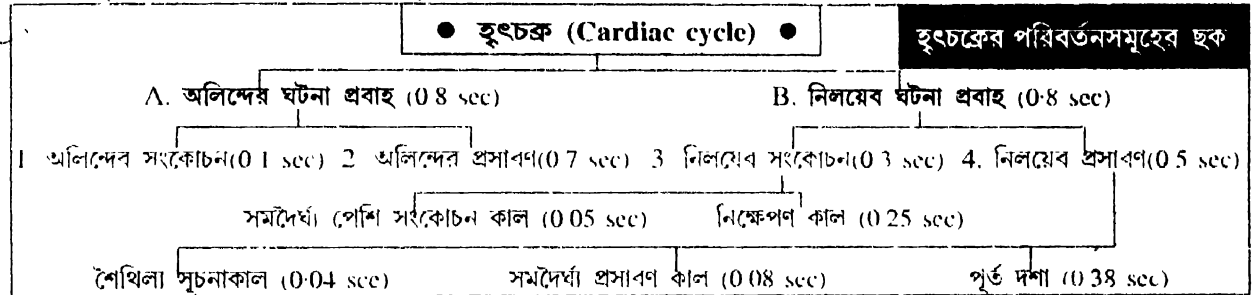 ● হৃৎচক্র (Cardiac cycle) ●
হৃৎচক্রের পরিবর্তনসমূহের ছক
A. অলিন্দের ঘটনা প্রবাহ (0 8 sec) B. নিলয়েব ঘটনা প্রবাহ (0·8 sec)
1 অলিন্দেব সংকোচন(0 1 sec) 2 অলিন্দের প্রসাবণ(0 7 sec) 3 নিলয়েব সংকোচন(0 3 sec) 4. নিলয়েব প্রসাবণ(0 5 sec)
সমদৈর্ঘ্য পেশি সংকোচন কাল (0 05 sec) নিক্ষেপণ কাল (0 25 sec)
শৈথিল্য সূচনাকাল (0·04 sec) সমদৈর্ঘ্য প্রসাবণ কাল (0 08 sec) পূর্ত দশা (0 38 sec)